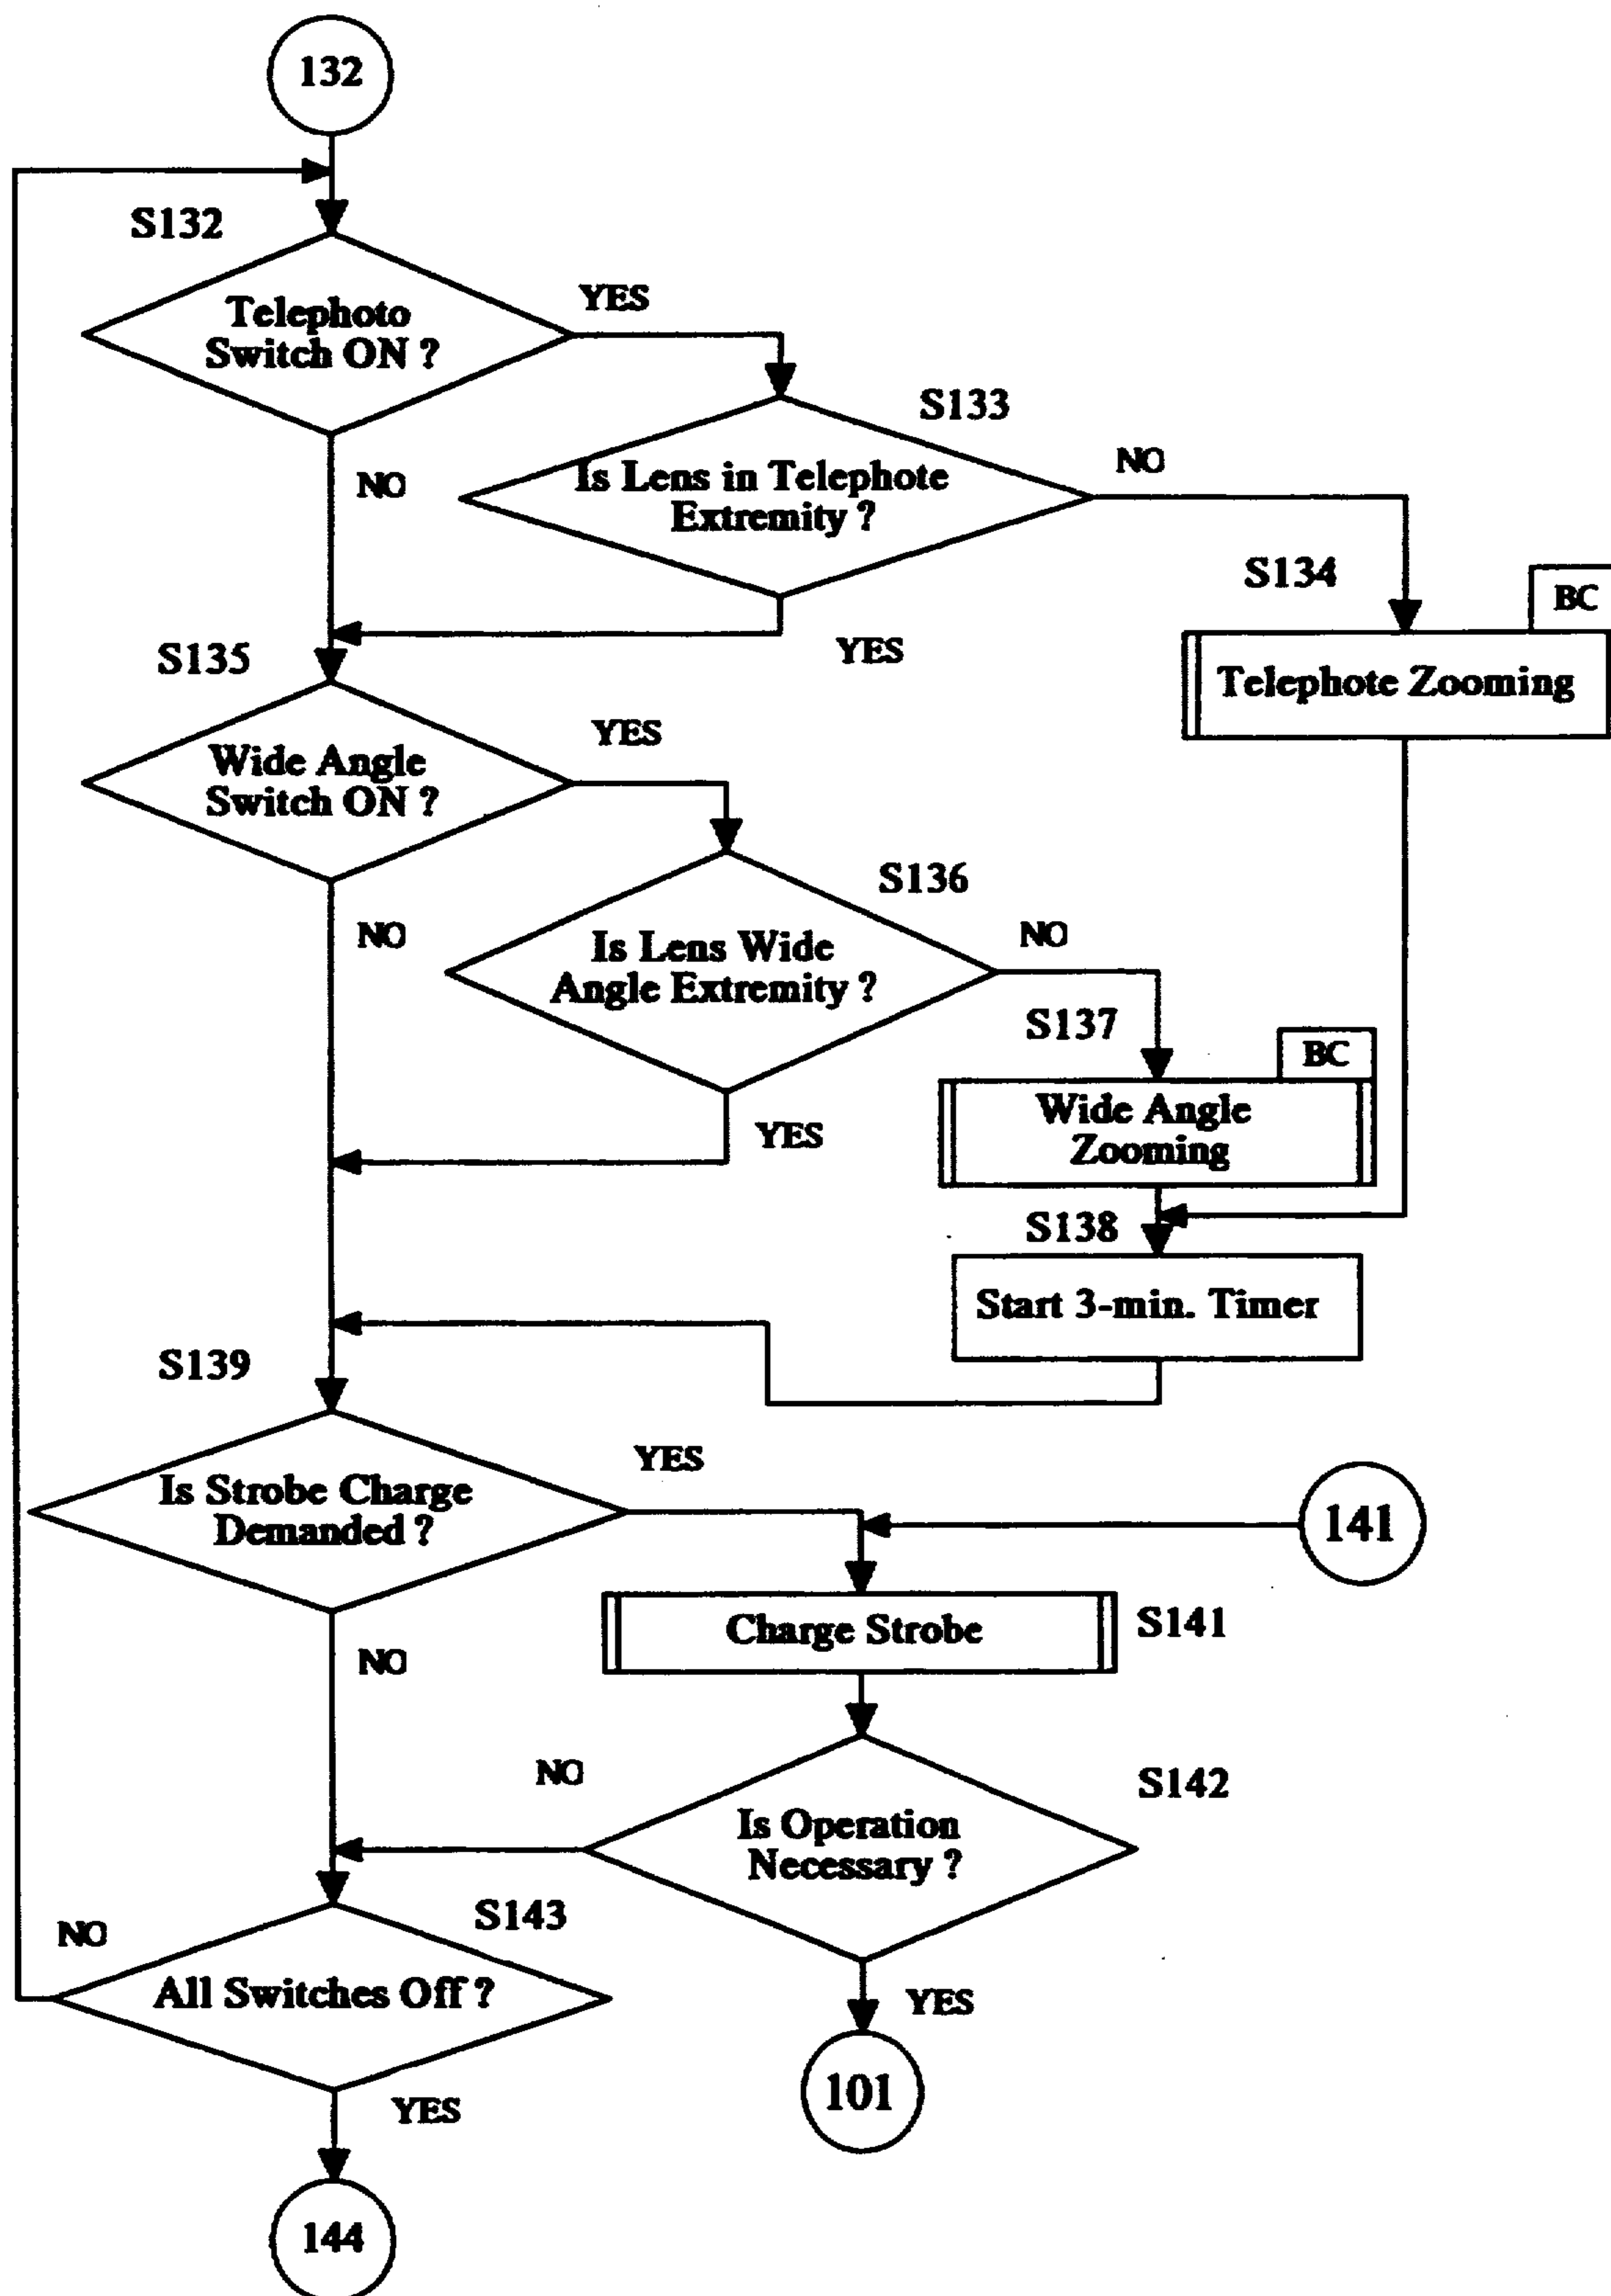 132
S132
Telephoto
Switch ON ?
YES
NO
S133
Is Lens in Telephote
Extremity ?
NO
YES
S134
BC
Telephote Zooming
S135
Wide Angle
Switch ON ?
YES
NO
S136
Is Lens Wide
Angle Extremity ?
NO
YES
S137
BC
Wide Angle
Zooming
S138
Start 3-min. Timer
S139
Is Strobe Charge
Demanded ?
YES
NO
141
Charge Strobe
S141
S142
Is Operation
Necessary ?
NO
YES
101
S143
All Switches Off ?
NO
YES
144